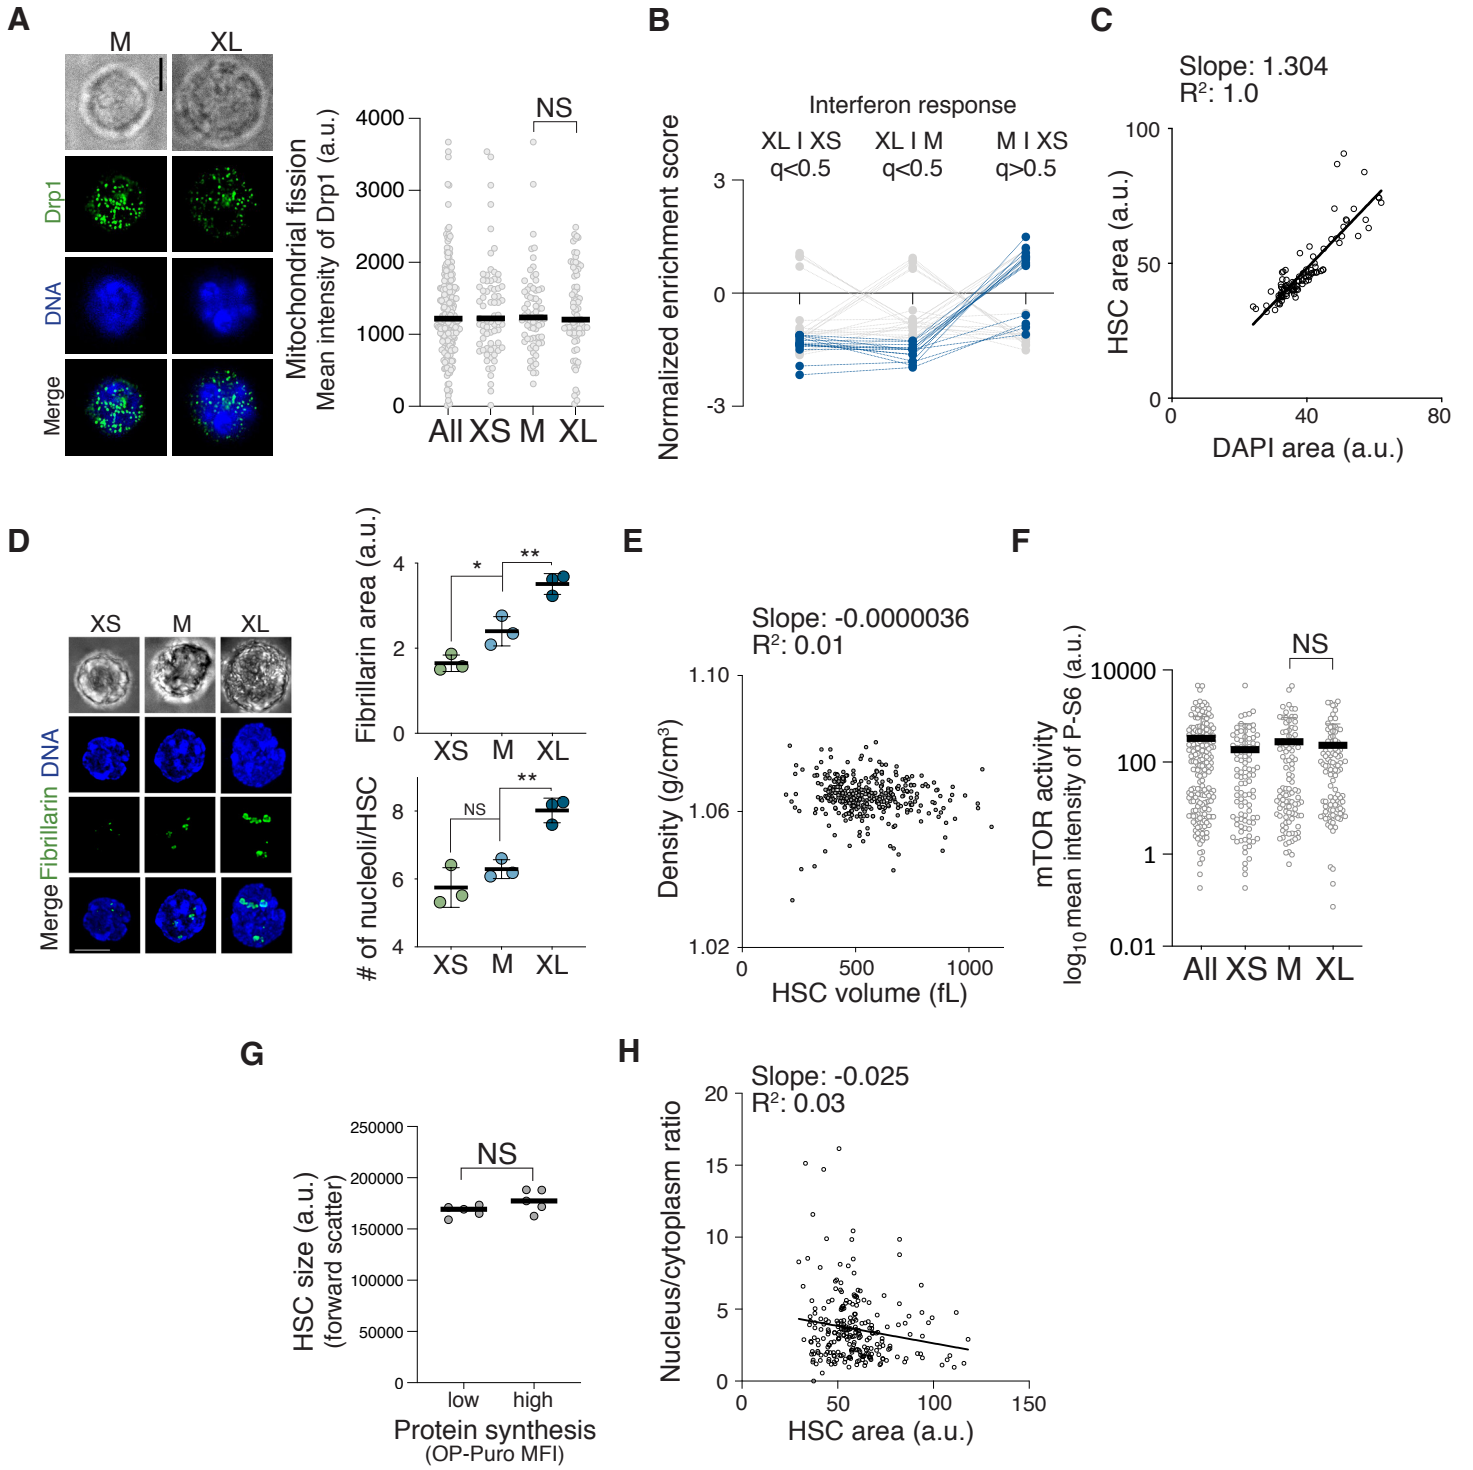 A
M XL
Drp1
DNA
Merge
Mitochondrial fission
Mean intensity of Drp1 (a.u.)
NS
4000
3000
2000
1000
0
All XS M XL
B
Normalized enrichment score
Interferon response
XL I XS XL I M M I XS
q<0.5 q<0.5 q>0.5
3
0
-3
C
Slope: 1.304
R²: 1.0
HSC area (a.u.)
100
50
0
0 40 80
DAPI area (a.u.)
D
XS M XL
DNA
Fibrillarin
Merge
Fibrillarin area (a.u.)
* **
4
2
0
XS M XL
# of nucleoli/HSC
NS **
8
6
4
XS M XL
E
Slope: -0.0000036
R²: 0.01
Density (g/cm³)
1.10
1.06
1.02
0 500 1000
HSC volume (fL)
F
mTOR activity
log₁₀ mean intensity of P-S6 (a.u.)
NS
10000
100
1
0.01
All XS M XL
G
HSC size (a.u.)
(forward scatter)
NS
250000
200000
150000
100000
50000
0
low high
Protein synthesis
(OP-Puro MFI)
H
Slope: -0.025
R²: 0.03
Nucleus/cytoplasm ratio
20
15
10
5
0
0 50 100 150
HSC area (a.u.)